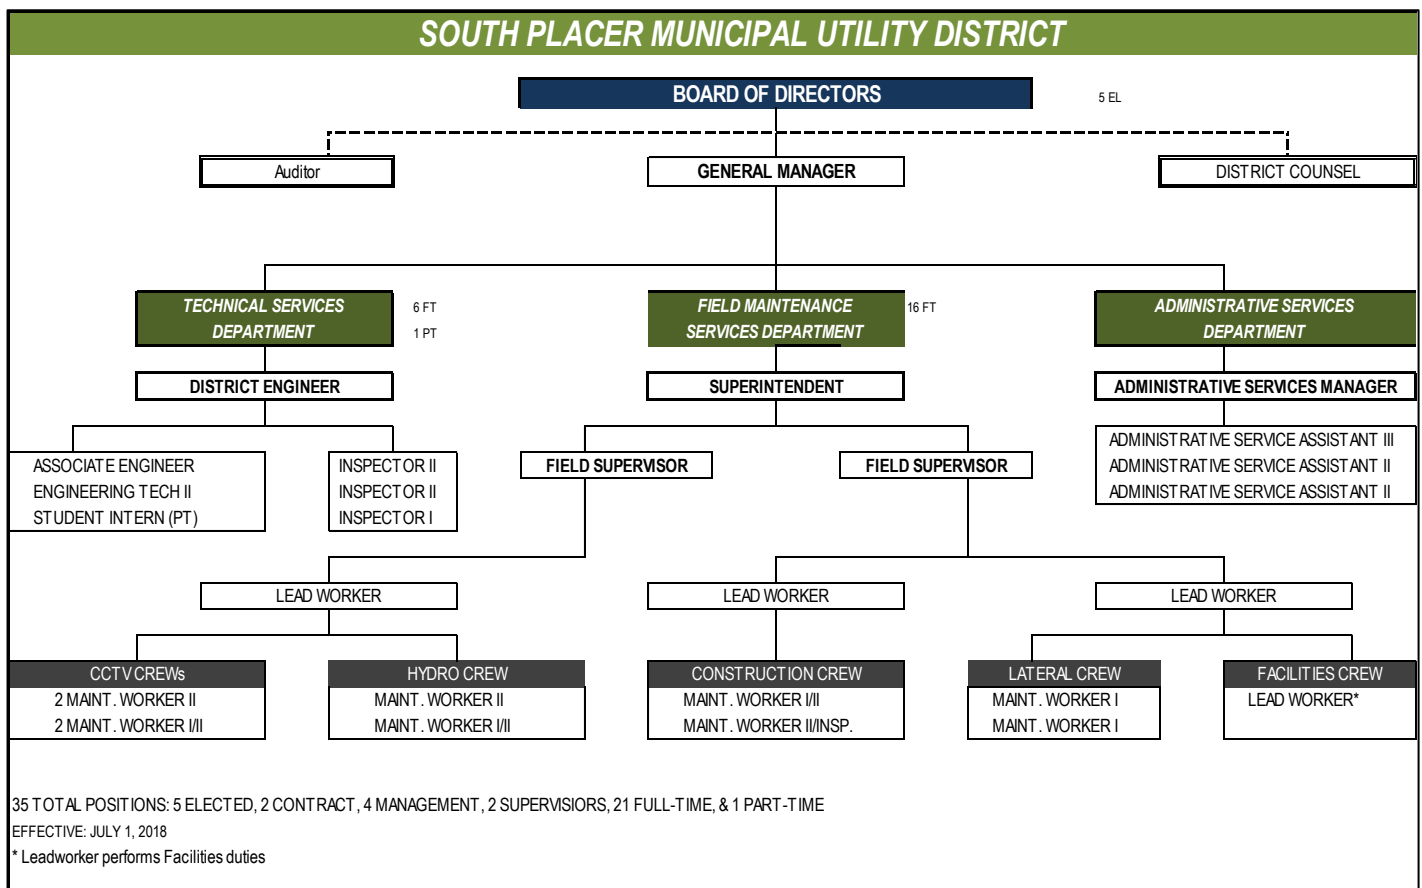 SOUTH PLACER MUNICIPAL UTILITY DISTRICT
BOARD OF DIRECTORS
5 EL
Auditor
GENERAL MANAGER
DISTRICT COUNSEL
TECHNICAL SERVICES
DEPARTMENT
6 FT
1 PT
FIELD MAINTENANCE
SERVICES DEPARTMENT
16 FT
ADMINISTRATIVE SERVICES
DEPARTMENT
DISTRICT ENGINEER
SUPERINTENDENT
ADMINISTRATIVE SERVICES MANAGER
ASSOCIATE ENGINEER
ENGINEERING TECH II
STUDENT INTERN (PT)
INSPECTOR II
INSPECTOR II
INSPECTOR I
FIELD SUPERVISOR
FIELD SUPERVISOR
ADMINISTRATIVE SERVICE ASSISTANT III
ADMINISTRATIVE SERVICE ASSISTANT II
ADMINISTRATIVE SERVICE ASSISTANT II
LEAD WORKER
LEAD WORKER
LEAD WORKER
CCTV CREWs
2 MAINT. WORKER II
2 MAINT. WORKER I/II
HYDRO CREW
MAINT. WORKER II
MAINT. WORKER I/II
CONSTRUCTION CREW
MAINT. WORKER I/II
MAINT. WORKER II/INSP.
LATERAL CREW
MAINT. WORKER I
MAINT. WORKER I
FACILITIES CREW
LEAD WORKER*
35 TOTAL POSITIONS: 5 ELECTED, 2 CONTRACT, 4 MANAGEMENT, 2 SUPERVISIORS, 21 FULL-TIME, & 1 PART-TIME
EFFECTIVE: JULY 1, 2018
* Leadworker performs Facilities duties